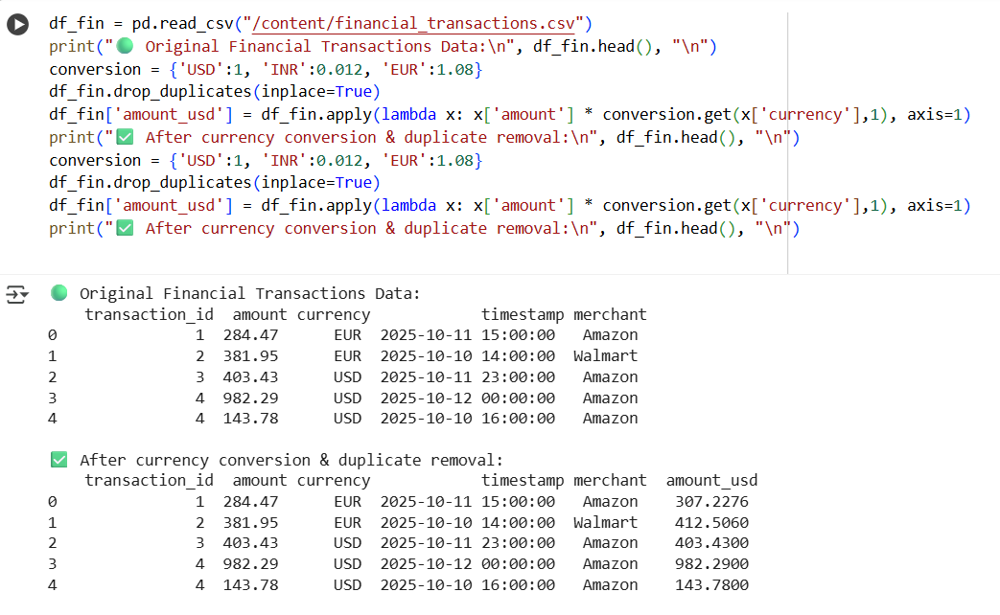 df_fin = pd.read_csv("/content/financial_transactions.csv")
print("🟢 Original Financial Transactions Data:\n", df_fin.head(), "\n")
conversion = {'USD':1, 'INR':0.012, 'EUR':1.08}
df_fin.drop_duplicates(inplace=True)
df_fin['amount_usd'] = df_fin.apply(lambda x: x['amount'] * conversion.get(x['currency'],1), axis=1)
print("✅ After currency conversion & duplicate removal:\n", df_fin.head(), "\n")
conversion = {'USD':1, 'INR':0.012, 'EUR':1.08}
df_fin.drop_duplicates(inplace=True)
df_fin['amount_usd'] = df_fin.apply(lambda x: x['amount'] * conversion.get(x['currency'],1), axis=1)
print("✅ After currency conversion & duplicate removal:\n", df_fin.head(), "\n")
🟢 Original Financial Transactions Data:
transaction_id amount currency timestamp merchant
0 1 284.47 EUR 2025-10-11 15:00:00 Amazon
1 2 381.95 EUR 2025-10-10 14:00:00 Walmart
2 3 403.43 USD 2025-10-11 23:00:00 Amazon
3 4 982.29 USD 2025-10-12 00:00:00 Amazon
4 4 143.78 USD 2025-10-10 16:00:00 Amazon
✅ After currency conversion & duplicate removal:
transaction_id amount currency timestamp merchant amount_usd
0 1 284.47 EUR 2025-10-11 15:00:00 Amazon 307.2276
1 2 381.95 EUR 2025-10-10 14:00:00 Walmart 412.5060
2 3 403.43 USD 2025-10-11 23:00:00 Amazon 403.4300
3 4 982.29 USD 2025-10-12 00:00:00 Amazon 982.2900
4 4 143.78 USD 2025-10-10 16:00:00 Amazon 143.7800